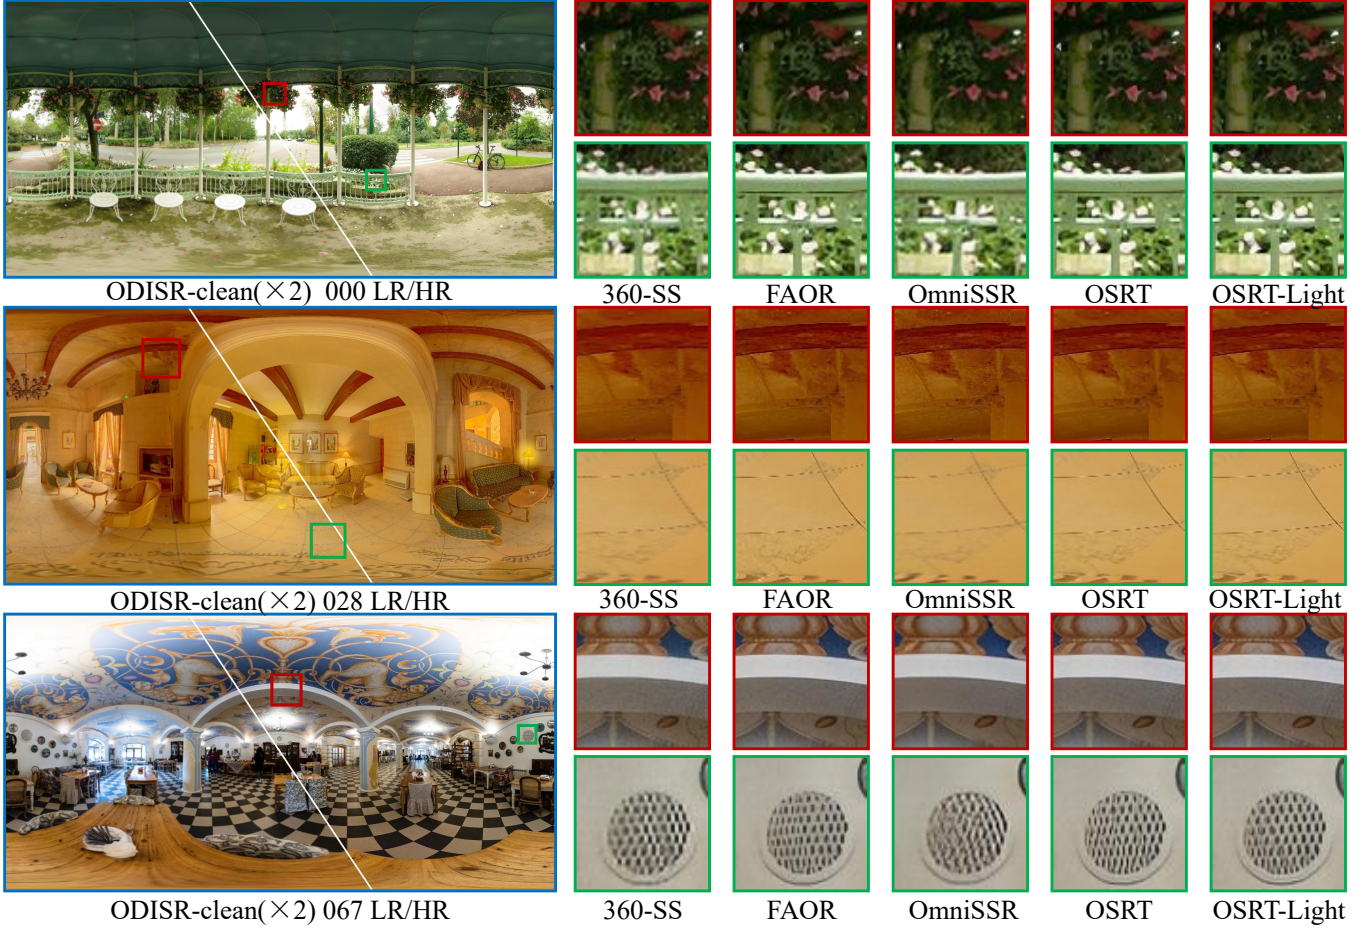 ODISR-clean(×2) 000 LR/HR
360-SS FAOR OmniSSR OSRT OSRT-Light
ODISR-clean(×2) 028 LR/HR
360-SS FAOR OmniSSR OSRT OSRT-Light
ODISR-clean(×2) 067 LR/HR
360-SS FAOR OmniSSR OSRT OSRT-Light